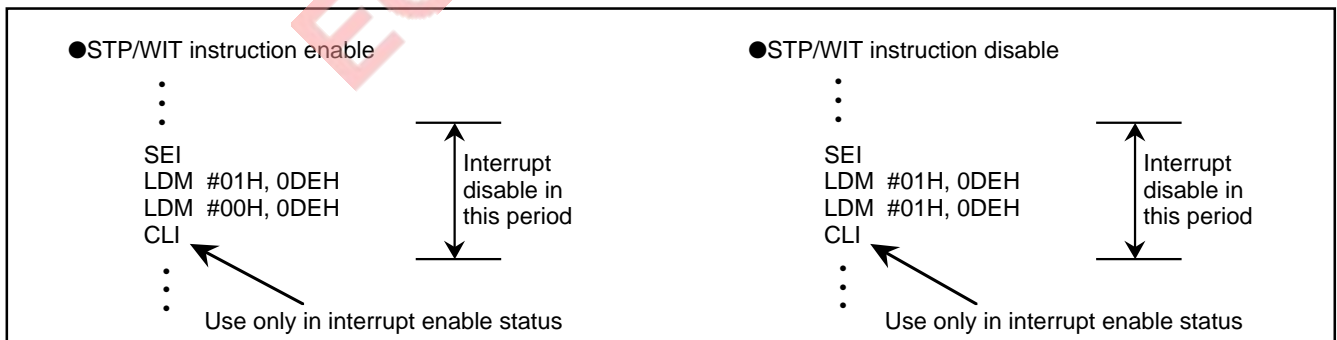 ●STP/WIT instruction enable
SEI
LDM #01H, 0DEH
LDM #00H, 0DEH
CLI
Interrupt
disable in
this period
Use only in interrupt enable status
●STP/WIT instruction disable
SEI
LDM #01H, 0DEH
LDM #01H, 0DEH
CLI
Interrupt
disable in
this period
Use only in interrupt enable status